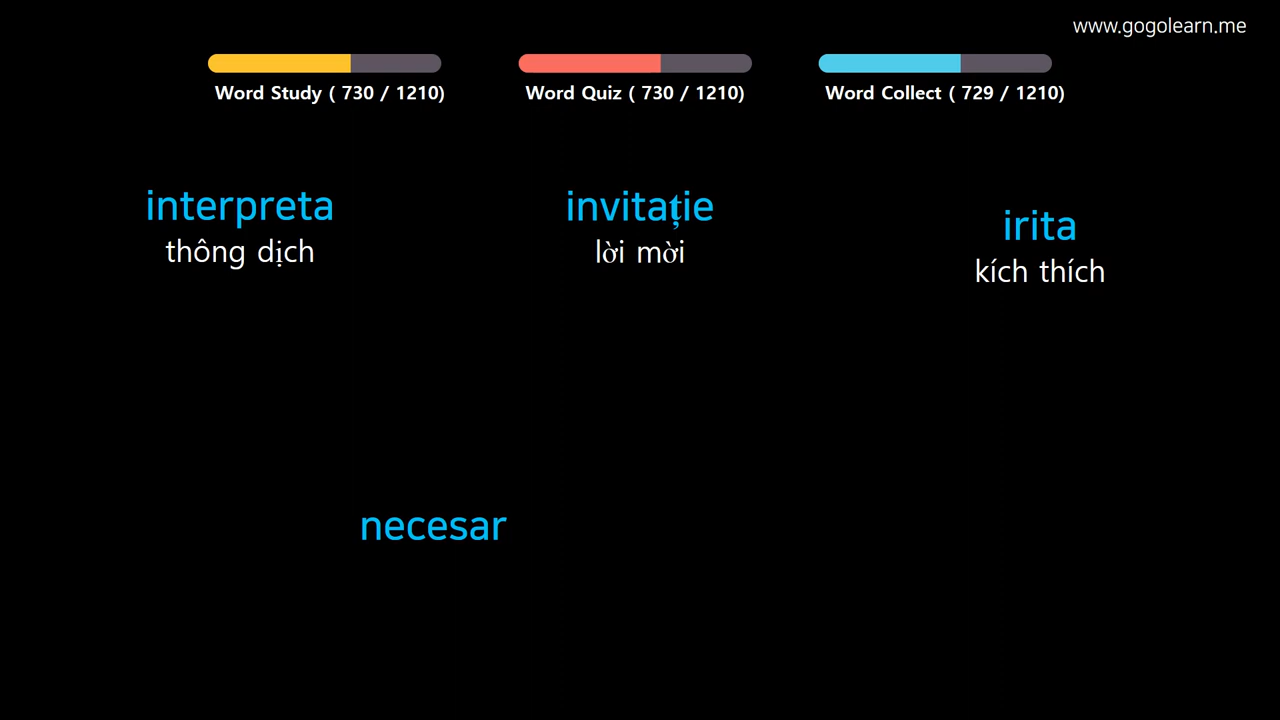 www.gogolearn.me
Word Study ( 730 / 1210)
Word Quiz ( 730 / 1210)
Word Collect ( 729 / 1210)
interpreta
thông dịch
invitație
lời mời
irita
kích thích
necesar